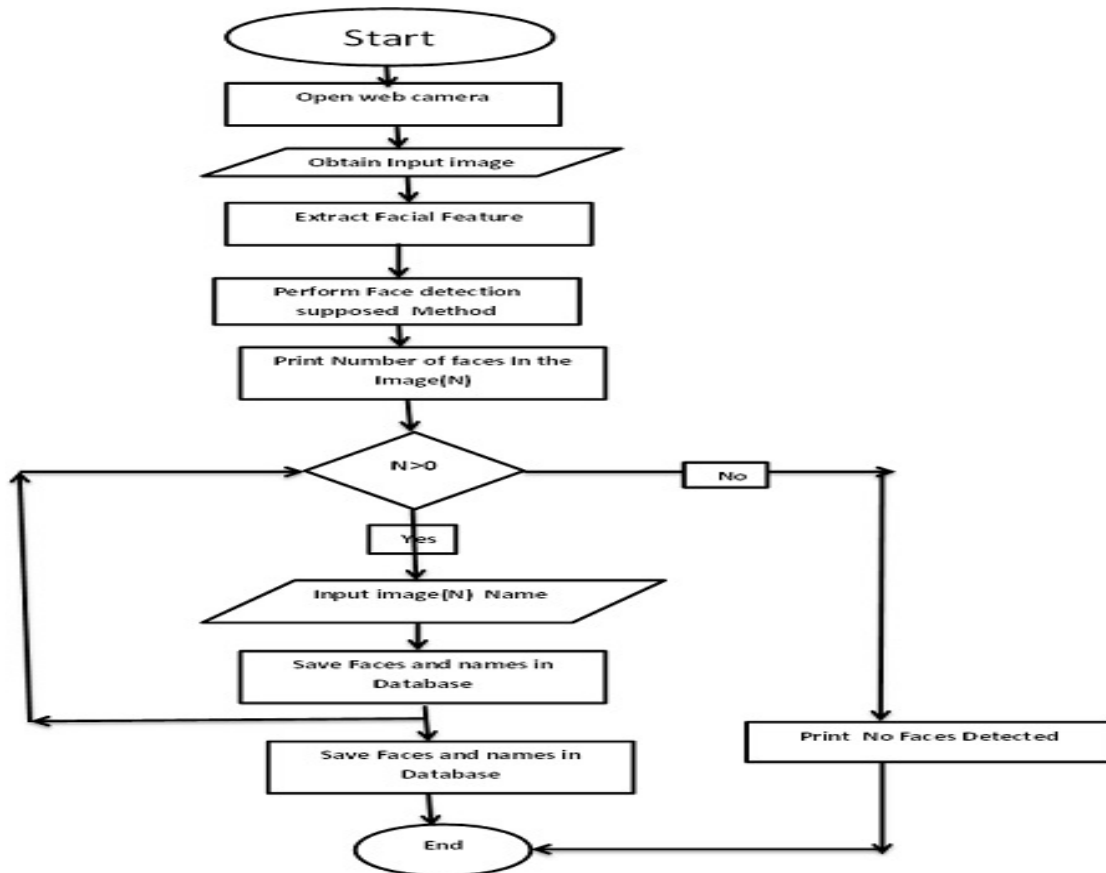 Start
Open web camera
Obtain Input image
Extract Facial Feature
Perform Face detection
supposed Method
Print Number of faces In the
Image(N)
N>0
No
Yes
Input image(N) Name
Save Faces and names in
Database
Print No Faces Detected
Save Faces and names in
Database
End